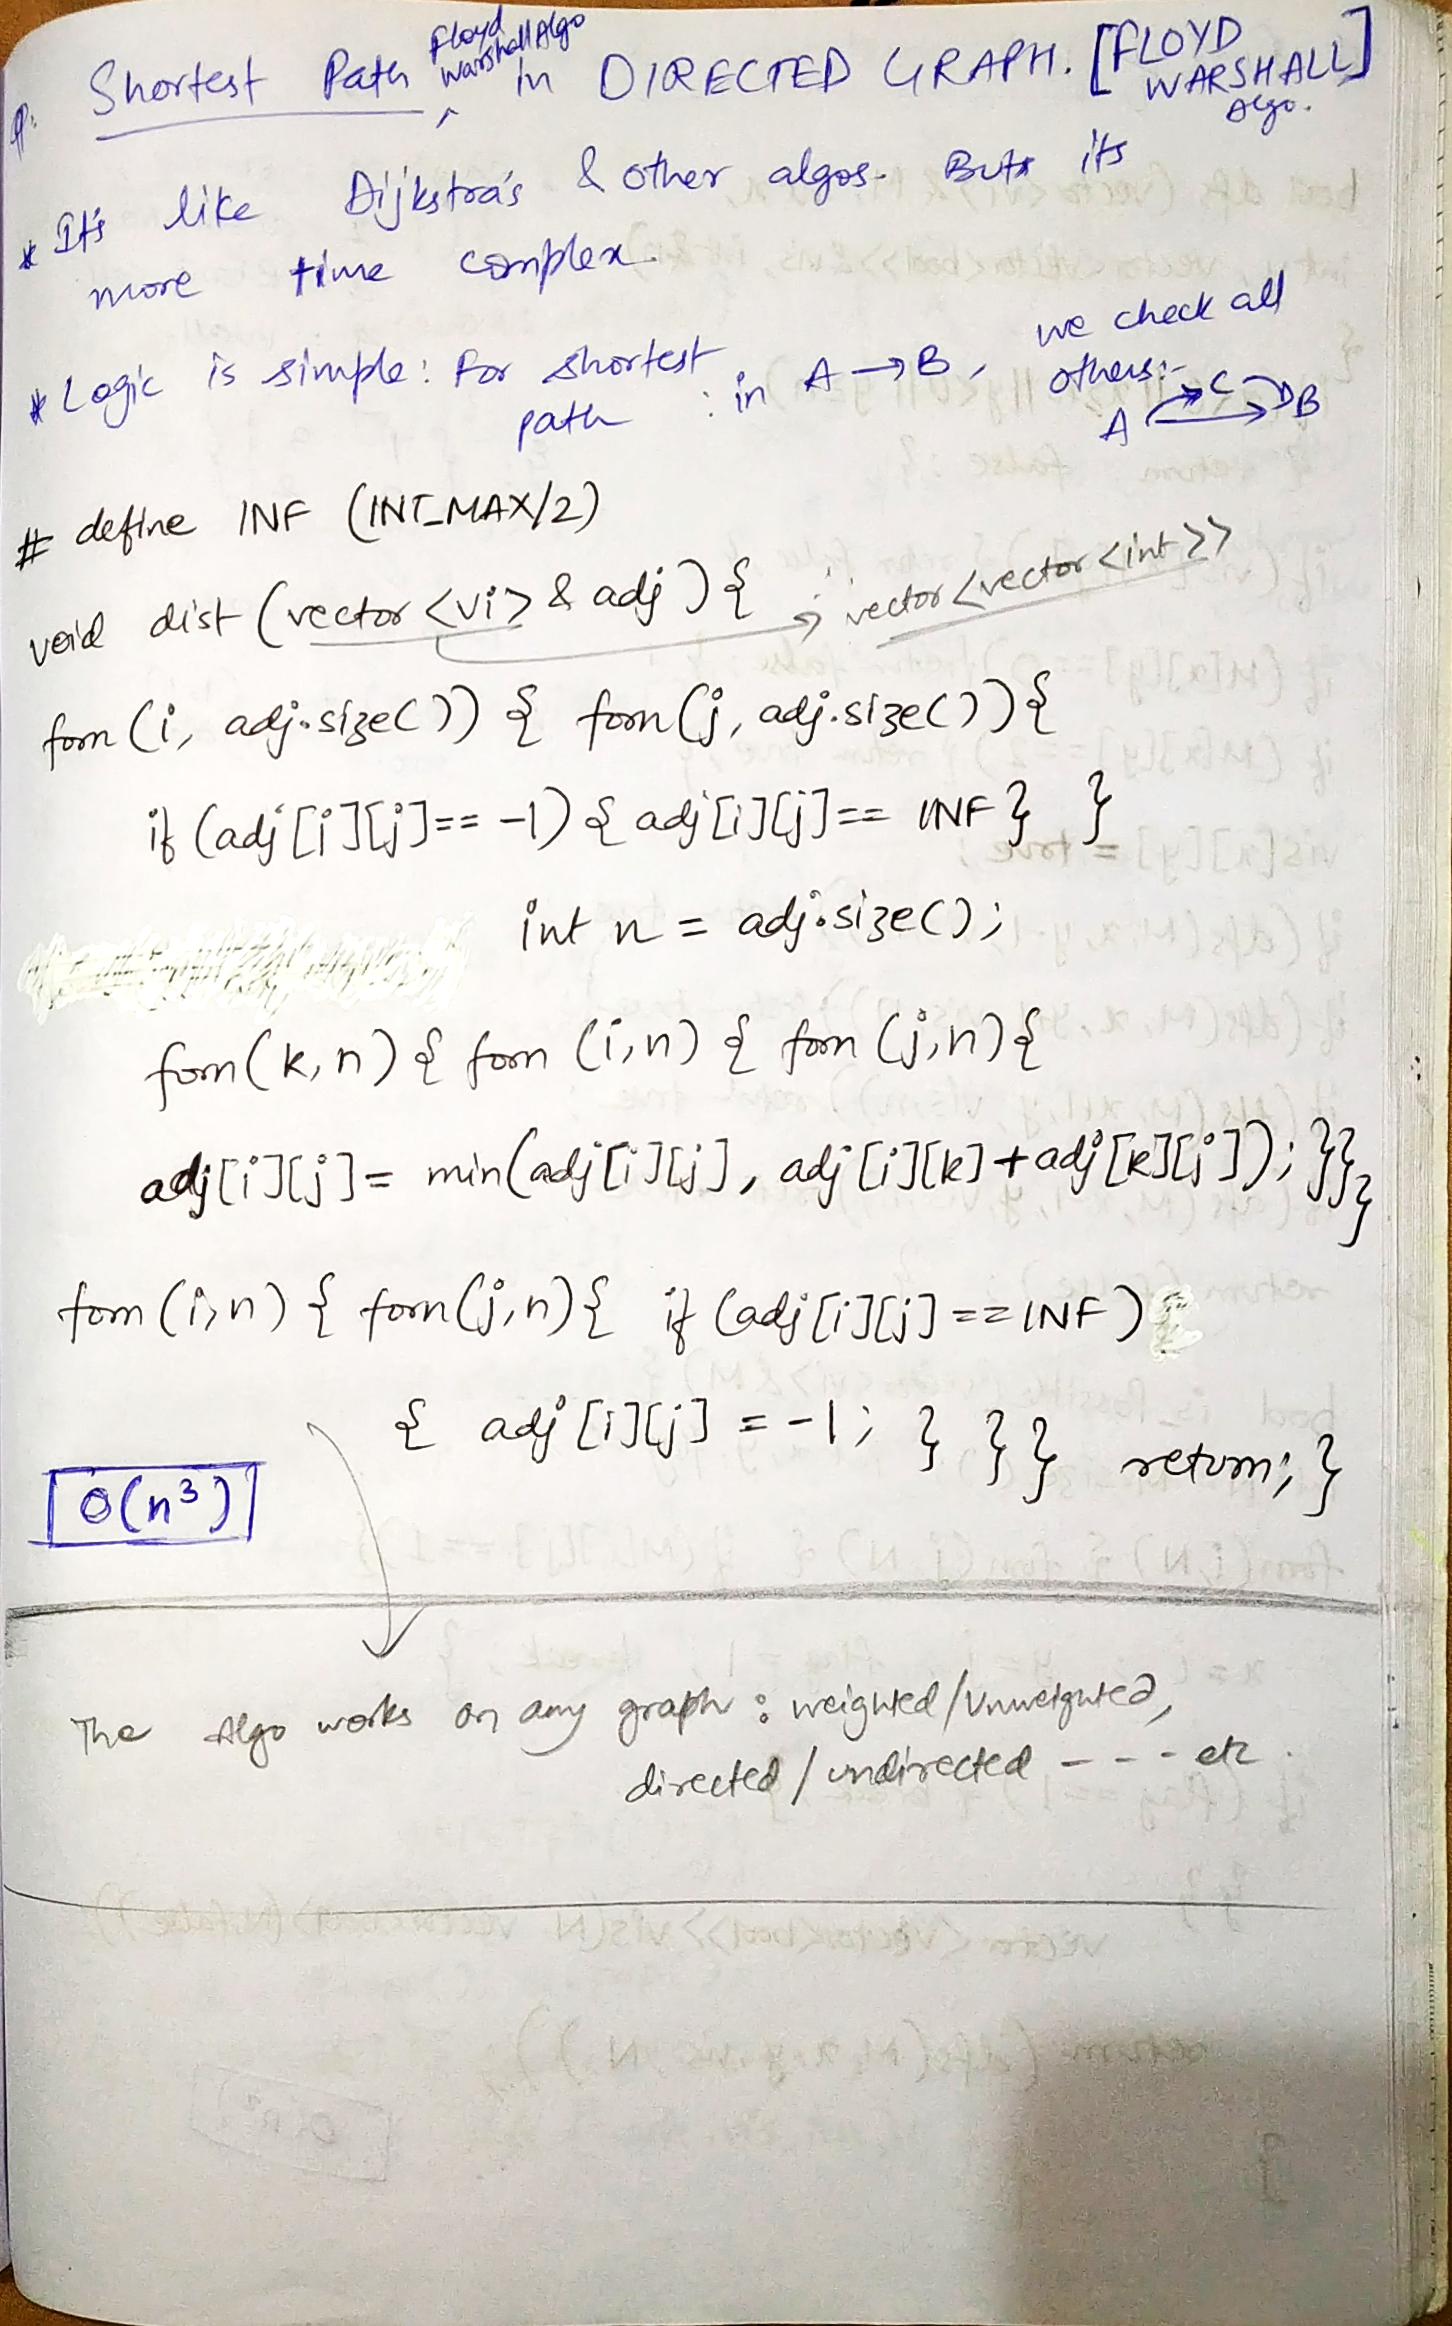 P: Shortest Path Floyd Warshall Algo in DIRECTED GRAPH. [FLOYD WARSHALL Algo.]
* It's like Dijkstra's & other algos. But its
more time complex.
* Logic is simple: For shortest path : in A → B, we check all others:-
A C B
# define INF (INT_MAX/2)
void dist (vector <vi> & adj) { vector <vector <int>>
forn (i, adj.size()) { forn (j, adj.size()) {
if (adj [i][j] == -1) { adj [i][j] == INF } }
int n = adj.size();
forn (k, n) { forn (i, n) { forn (j, n) {
adj[i][j] = min(adj[i][j], adj[i][k] + adj[k][j]); }}}
forn (i, n) { forn (j, n) { if (adj [i][j] == INF)
{ adj [i][j] = -1; } }} return; }
O(n³)
The Algo works on any graph : weighted / unweighted,
directed / undirected - - - etc.